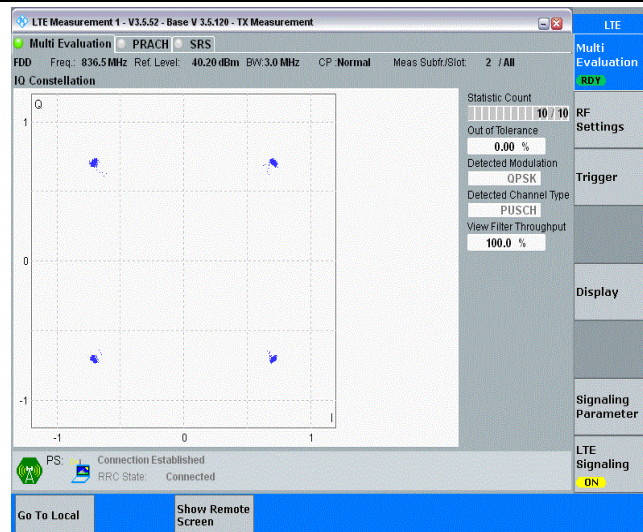 LTE Measurement 1 - V3.5.52 - Base V 3.5.120 - TX Measurement
LTE
Multi Evaluation PRACH SRS
FDD Freq.: 836.5 MHz Ref. Level: 40.20 dBm BW:3.0 MHz CP :Normal Meas Subfr./Slot: 2 / All
IQ Constellation
Q
1
0
-1
-1 0 1
I
Statistic Count
10 / 10
Out of Tolerance
0.00 %
Detected Modulation
QPSK
Detected Channel Type
PUSCH
View Filter Throughput
100.0 %
Multi
Evaluation
RDY
RF
Settings
Trigger
Display
Signaling
Parameter
LTE
Signaling
ON
PS: Connection Established
RRC State: Connected
Go To Local
Show Remote
Screen